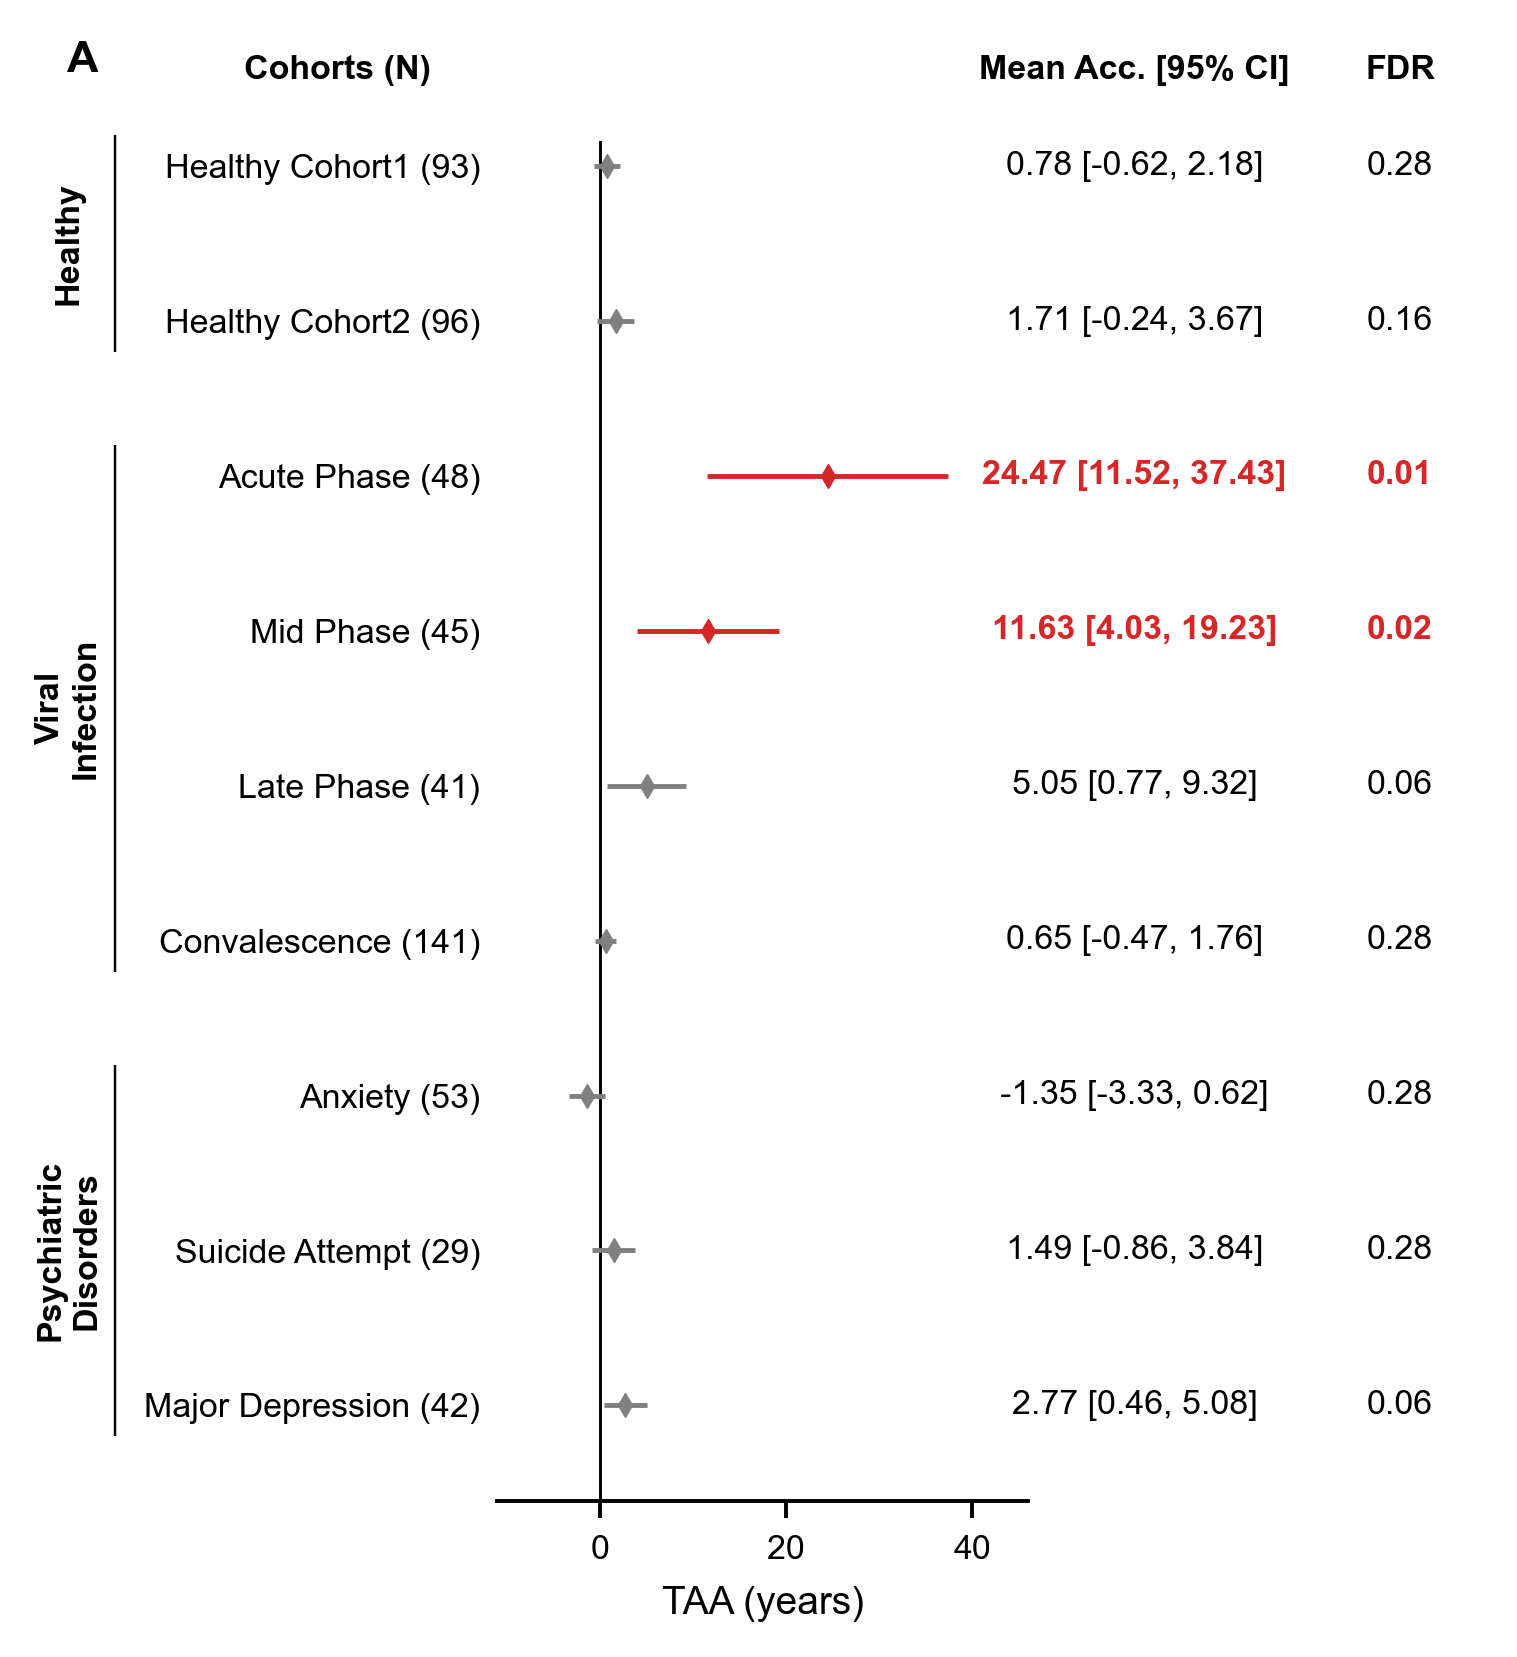 A
Cohorts (N) Mean Acc. [95% CI] FDR
Healthy
Healthy Cohort1 (93) 0.78 [-0.62, 2.18] 0.28
Healthy Cohort2 (96) 1.71 [-0.24, 3.67] 0.16
Viral
Infection
Acute Phase (48) 24.47 [11.52, 37.43] 0.01
Mid Phase (45) 11.63 [4.03, 19.23] 0.02
Late Phase (41) 5.05 [0.77, 9.32] 0.06
Convalescence (141) 0.65 [-0.47, 1.76] 0.28
Psychiatric
Disorders
Anxiety (53) -1.35 [-3.33, 0.62] 0.28
Suicide Attempt (29) 1.49 [-0.86, 3.84] 0.28
Major Depression (42) 2.77 [0.46, 5.08] 0.06
0 20 40
TAA (years)